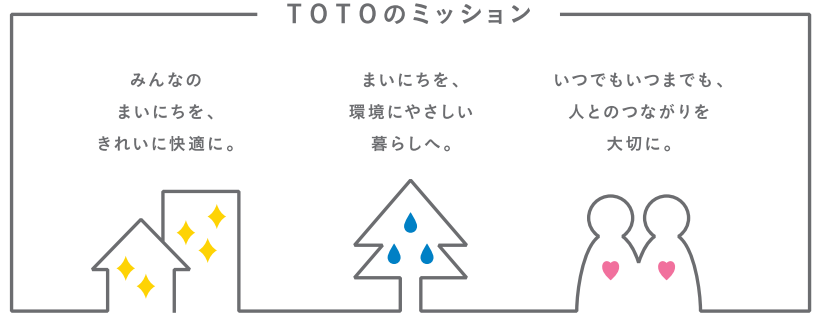 TOTOのミッション
みんなの
まいにちを、
きれいに快適に。
まいにちを、
環境にやさしい
暮らしへ。
いつでもいつまでも、
人とのつながりを
大切に。